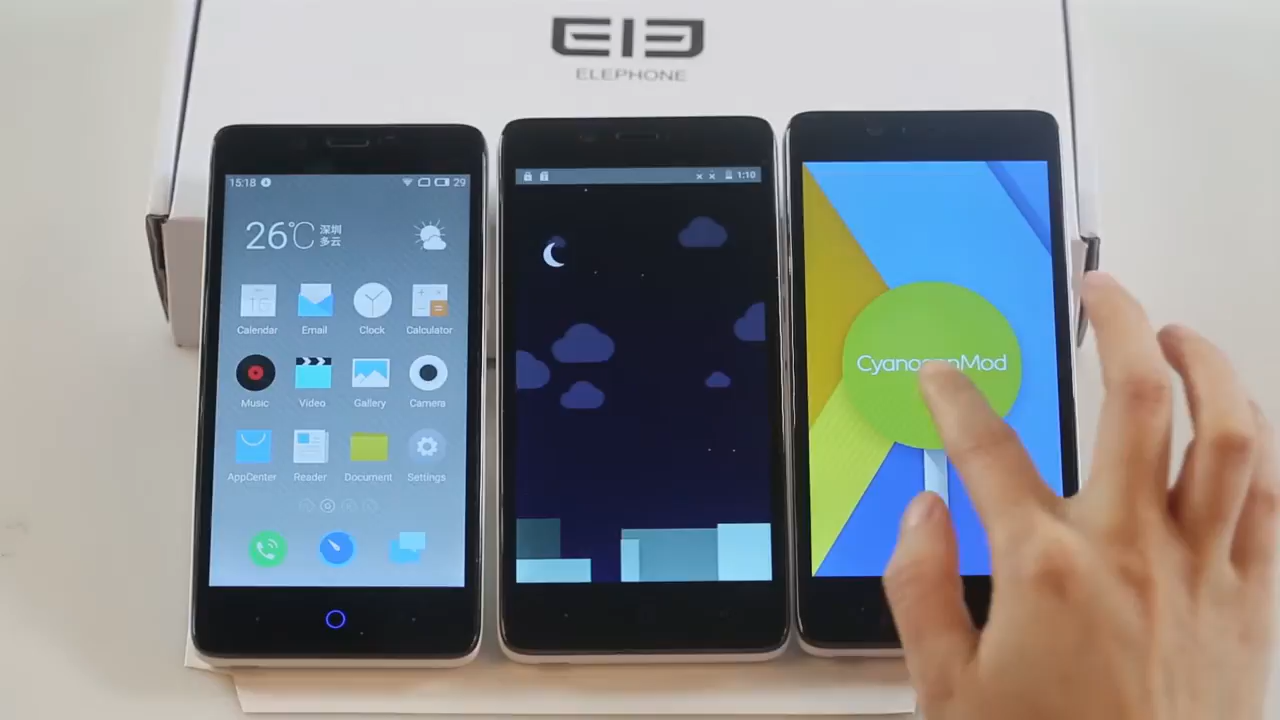 ELEPHONE
15:18
29
26℃
深圳
多云
Calendar
Email
Clock
Calculator
Music
Video
Gallery
Camera
AppCenter
Reader
Document
Settings
1:10
CyanogenMod